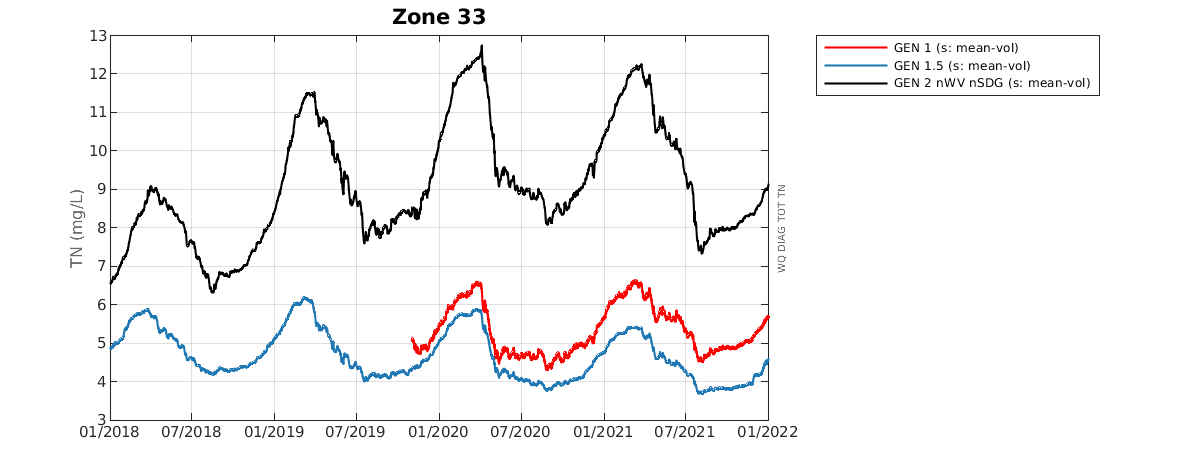 Zone 33
GEN 1 (s: mean-vol)
GEN 1.5 (s: mean-vol)
GEN 2 nWV nSDG (s: mean-vol)
TN (mg/L)
13
12
11
10
9
8
7
6
5
4
3
01/2018 07/2018 01/2019 07/2019 01/2020 07/2020 01/2021 07/2021 01/2022
WQ DIAG TOT TN